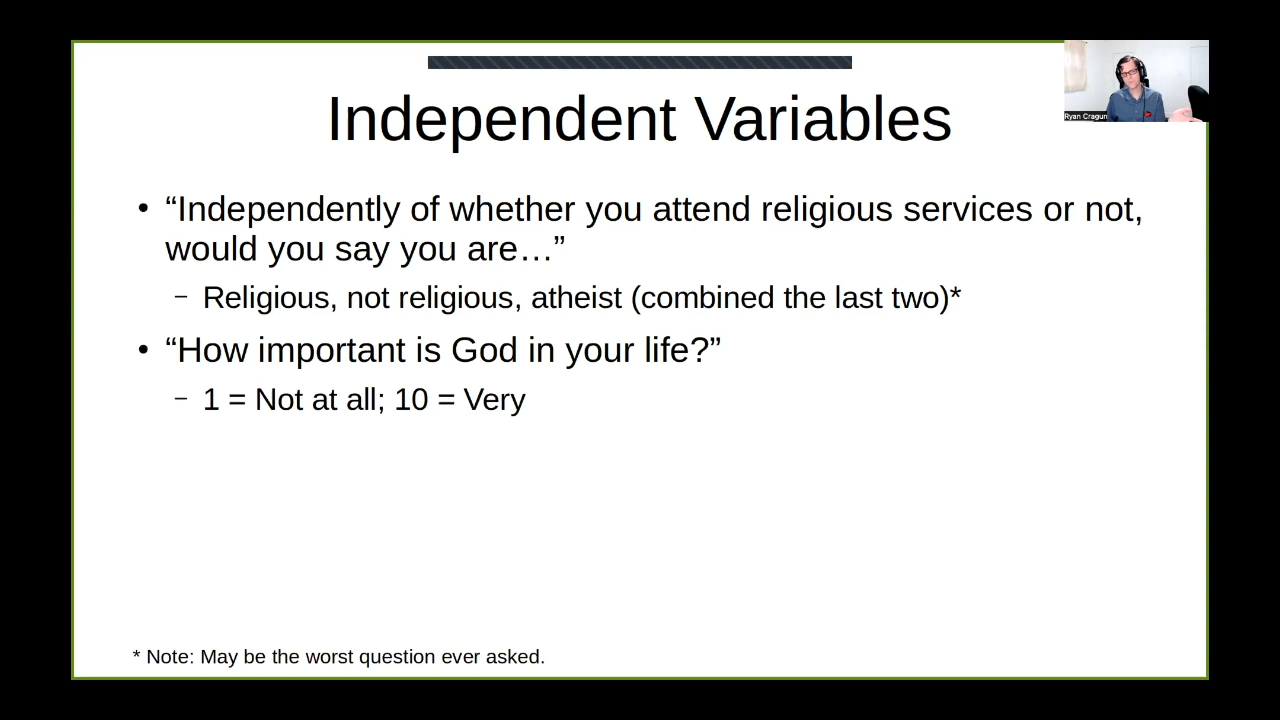 Independent Variables
Ryan Cragun
• “Independently of whether you attend religious services or not,
would you say you are…”
– Religious, not religious, atheist (combined the last two)*
• “How important is God in your life?”
– 1 = Not at all; 10 = Very
* Note: May be the worst question ever asked.